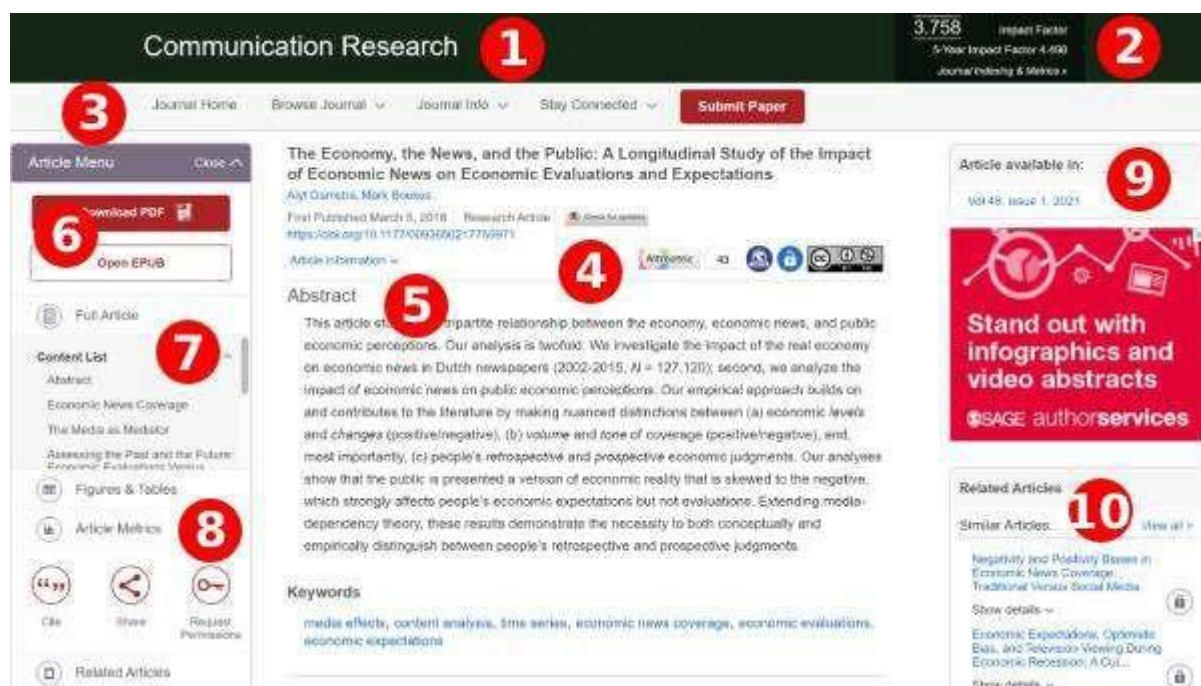 Communication Research
1
3.758 Impact Factor
5-Year Impact Factor 4.468
Journal Indexing & Metrics »
2
3
Journal Home Browse Journal Journal Info Stay Connected Submit Paper
Article Menu Close
Download PDF
6
Open EPUB
Full Article
7
Content List
Abstract
Economic News Coverage
The Media as Mediator
Assessing the Past and the Future:
Economic Evaluations Versus
Figures & Tables
Article Metrics
8
Cite Share Request
Permissions
Related Articles
The Economy, the News, and the Public: A Longitudinal Study of the Impact
of Economic News on Economic Evaluations and Expectations
Mark Boukes
First Published March 5, 2018 Research Article Check for updates
Article Information
4
Altmetric 43
cc BY NC
5
Abstract
This article tripartite relationship between the economy, economic news, and public
economic perceptions. Our analysis is twofold. We investigate the impact of the real economy
on economic news in Dutch newspapers (2002-2015, N = 127,120); second, we analyze the
impact of economic news on public economic perceptions. Our empirical approach builds on
and contributes to the literature by making nuanced distinctions between (a) economic levels
and changes (positive/negative), (b) volume and tone of coverage (positive/negative), and,
most importantly, (c) people's retrospective and prospective economic judgments. Our analyses
show that the public is presented a version of economic reality that is skewed to the negative,
which strongly affects people's economic expectations but not evaluations. Extending media-
dependency theory, these results demonstrate the necessity to both conceptually and
empirically distinguish between people's retrospective and prospective judgments.
Keywords
media effects, content analysis, time series, economic news coverage, economic evaluations,
economic expectations
Article available in:
9
Vol 48, Issue 1, 2021
Stand out with
infographics and
video abstracts
SAGE authorservices
Related Articles
10
Similar Articles: View all »
Negativity and Positivity Biases in
Economic News Coverage:
Traditional Versus Social Media
Show details
Economic Expectations, Optimistic
Bias, and Television Viewing During
Economic Recession: A Cul...
Show details